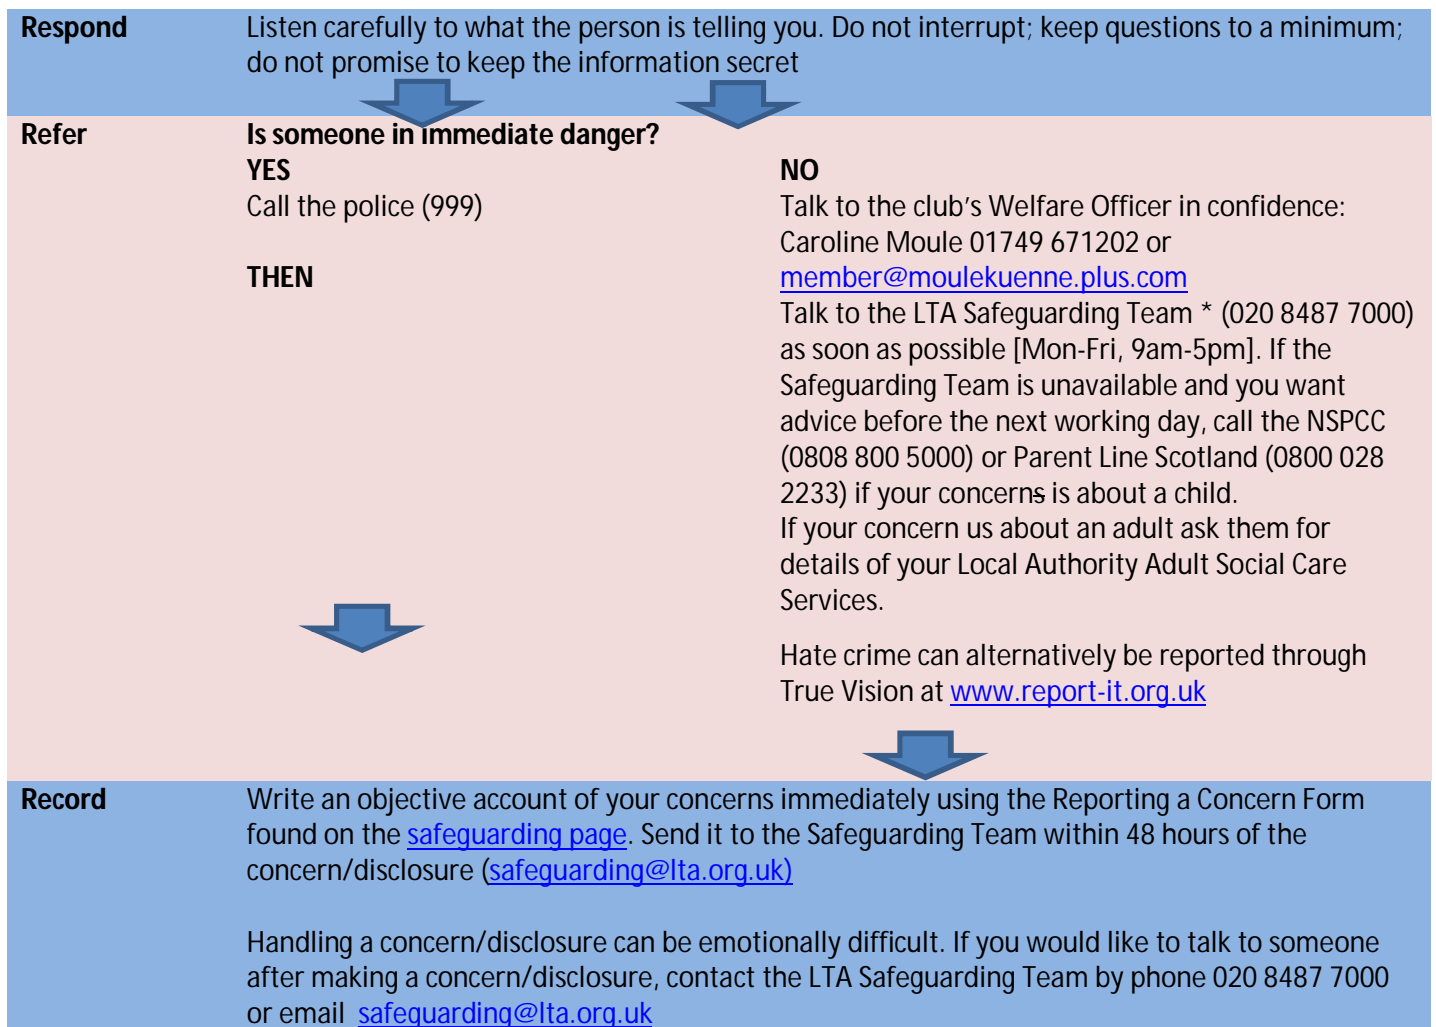 Respond
Listen carefully to what the person is telling you. Do not interrupt; keep questions to a minimum;
do not promise to keep the information secret
Refer
Is someone in immediate danger?
YES
Call the police (999)
THEN
NO
Talk to the club's Welfare Officer in confidence:
Caroline Moule 01749 671202 or
member@moulekuenne.plus.com
Talk to the LTA Safeguarding Team * (020 8487 7000)
as soon as possible [Mon-Fri, 9am-5pm]. If the
Safeguarding Team is unavailable and you want
advice before the next working day, call the NSPCC
(0808 800 5000) or Parent Line Scotland (0800 028
2233) if your concerns is about a child.
If your concern us about an adult ask them for
details of your Local Authority Adult Social Care
Services.
Hate crime can alternatively be reported through
True Vision at www.report-it.org.uk
Record
Write an objective account of your concerns immediately using the Reporting a Concern Form
found on the safeguarding page. Send it to the Safeguarding Team within 48 hours of the
concern/disclosure (safeguarding@lta.org.uk)
Handling a concern/disclosure can be emotionally difficult. If you would like to talk to someone
after making a concern/disclosure, contact the LTA Safeguarding Team by phone 020 8487 7000
or email safeguarding@lta.org.uk